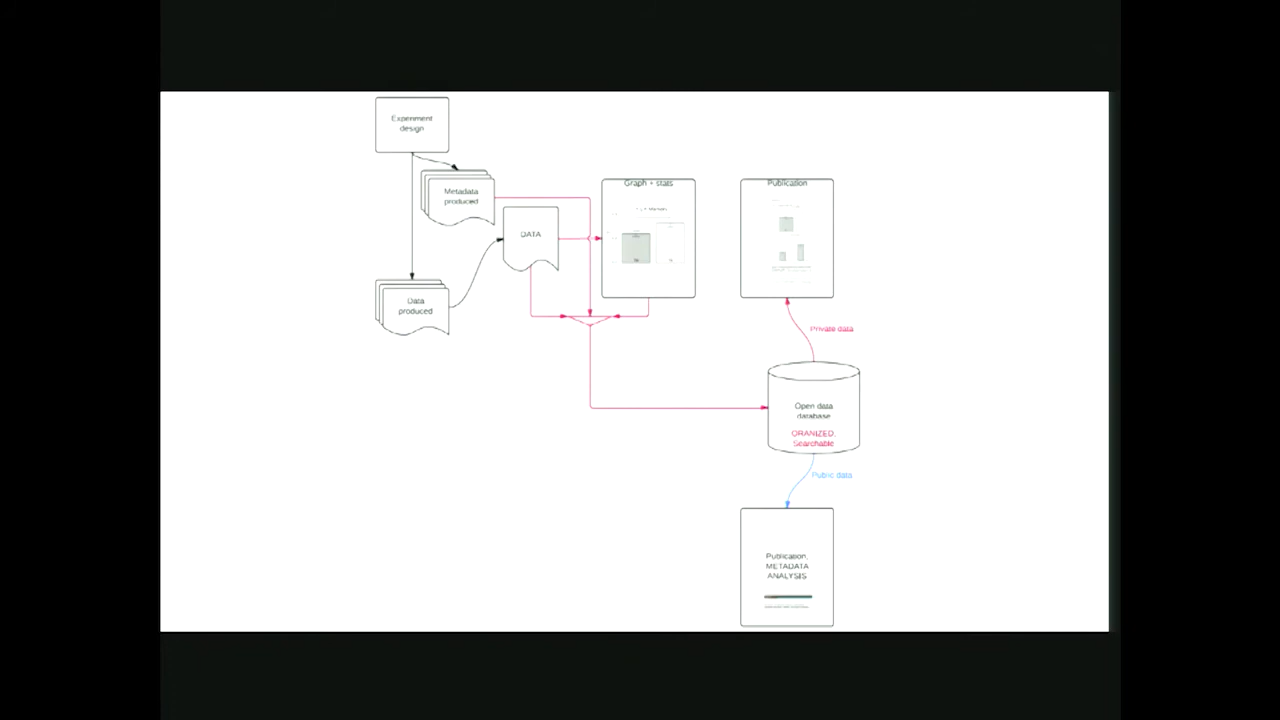 Experiment
design
Metadata
produced
DATA
Graph + stats
Publication
Data
produced
Private data
Open data
database
ORANIZED,
Searchable
Public data
Publication,
METADATA
ANALYSIS